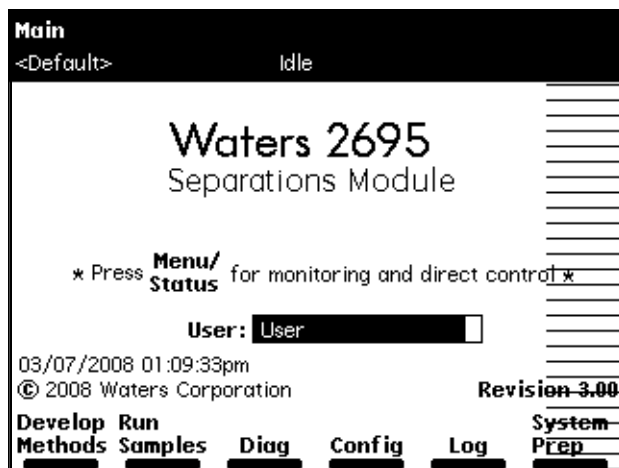 Main
<Default> Idle
Waters 2695
Separations Module
* Press Menu/Status for monitoring and direct control *
User: User
03/07/2008 01:09:33pm
© 2008 Waters Corporation Revision 3.00
Develop Methods Run Samples Diag Config Log System Prep